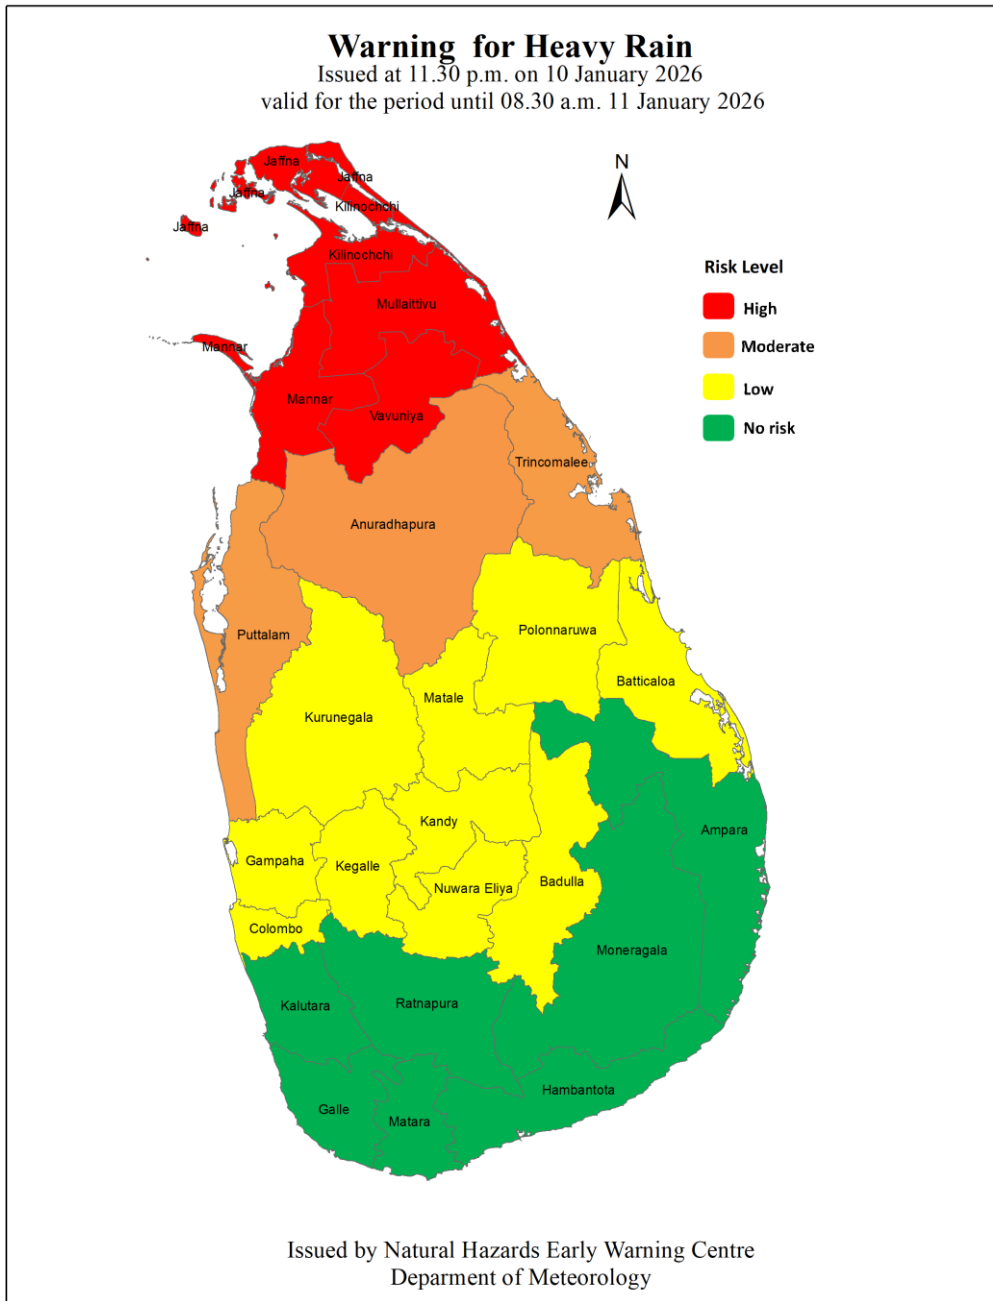 Warning for Heavy Rain
Issued at 11.30 p.m. on 10 January 2026
valid for the period until 08.30 a.m. 11 January 2026
N
Risk Level
High
Moderate
Low
No risk
Jaffna
Jaffna
Jaffna
Kilinochchi
Jaffna
Kilinochchi
Mullaittivu
Mannar
Mannar
Vavuniya
Trincomalee
Anuradhapura
Puttalam
Polonnaruwa
Batticaloa
Matale
Kurunegala
Kandy
Ampara
Gampaha
Kegalle
Nuwara Eliya
Badulla
Colombo
Moneragala
Kalutara
Ratnapura
Hambantota
Galle
Matara
Issued by Natural Hazards Early Warning Centre
Deparment of Meteorology